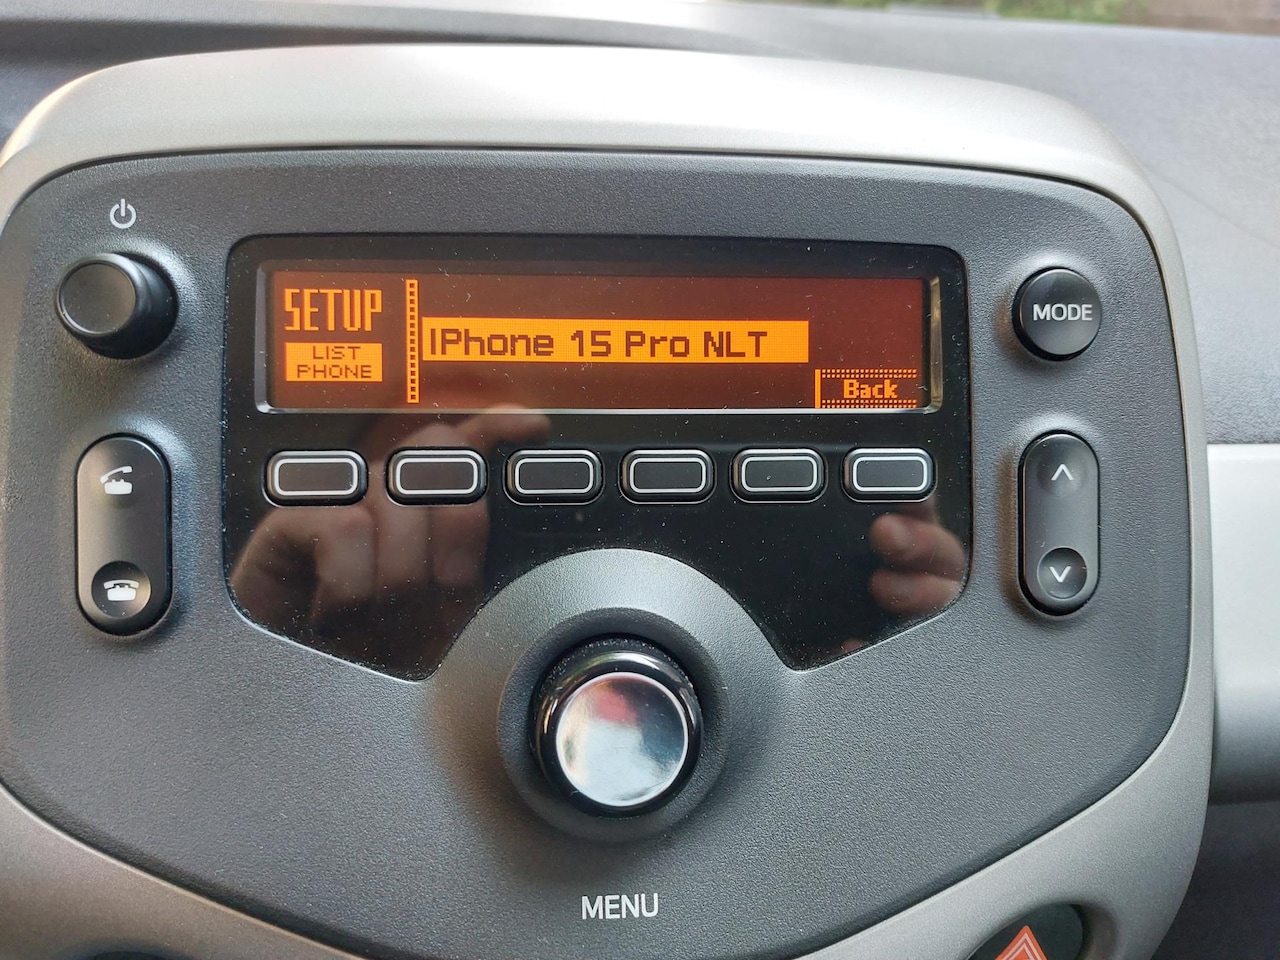 SETUP
LIST
PHONE
IPhone 15 Pro NLT
Back
MODE
MENU